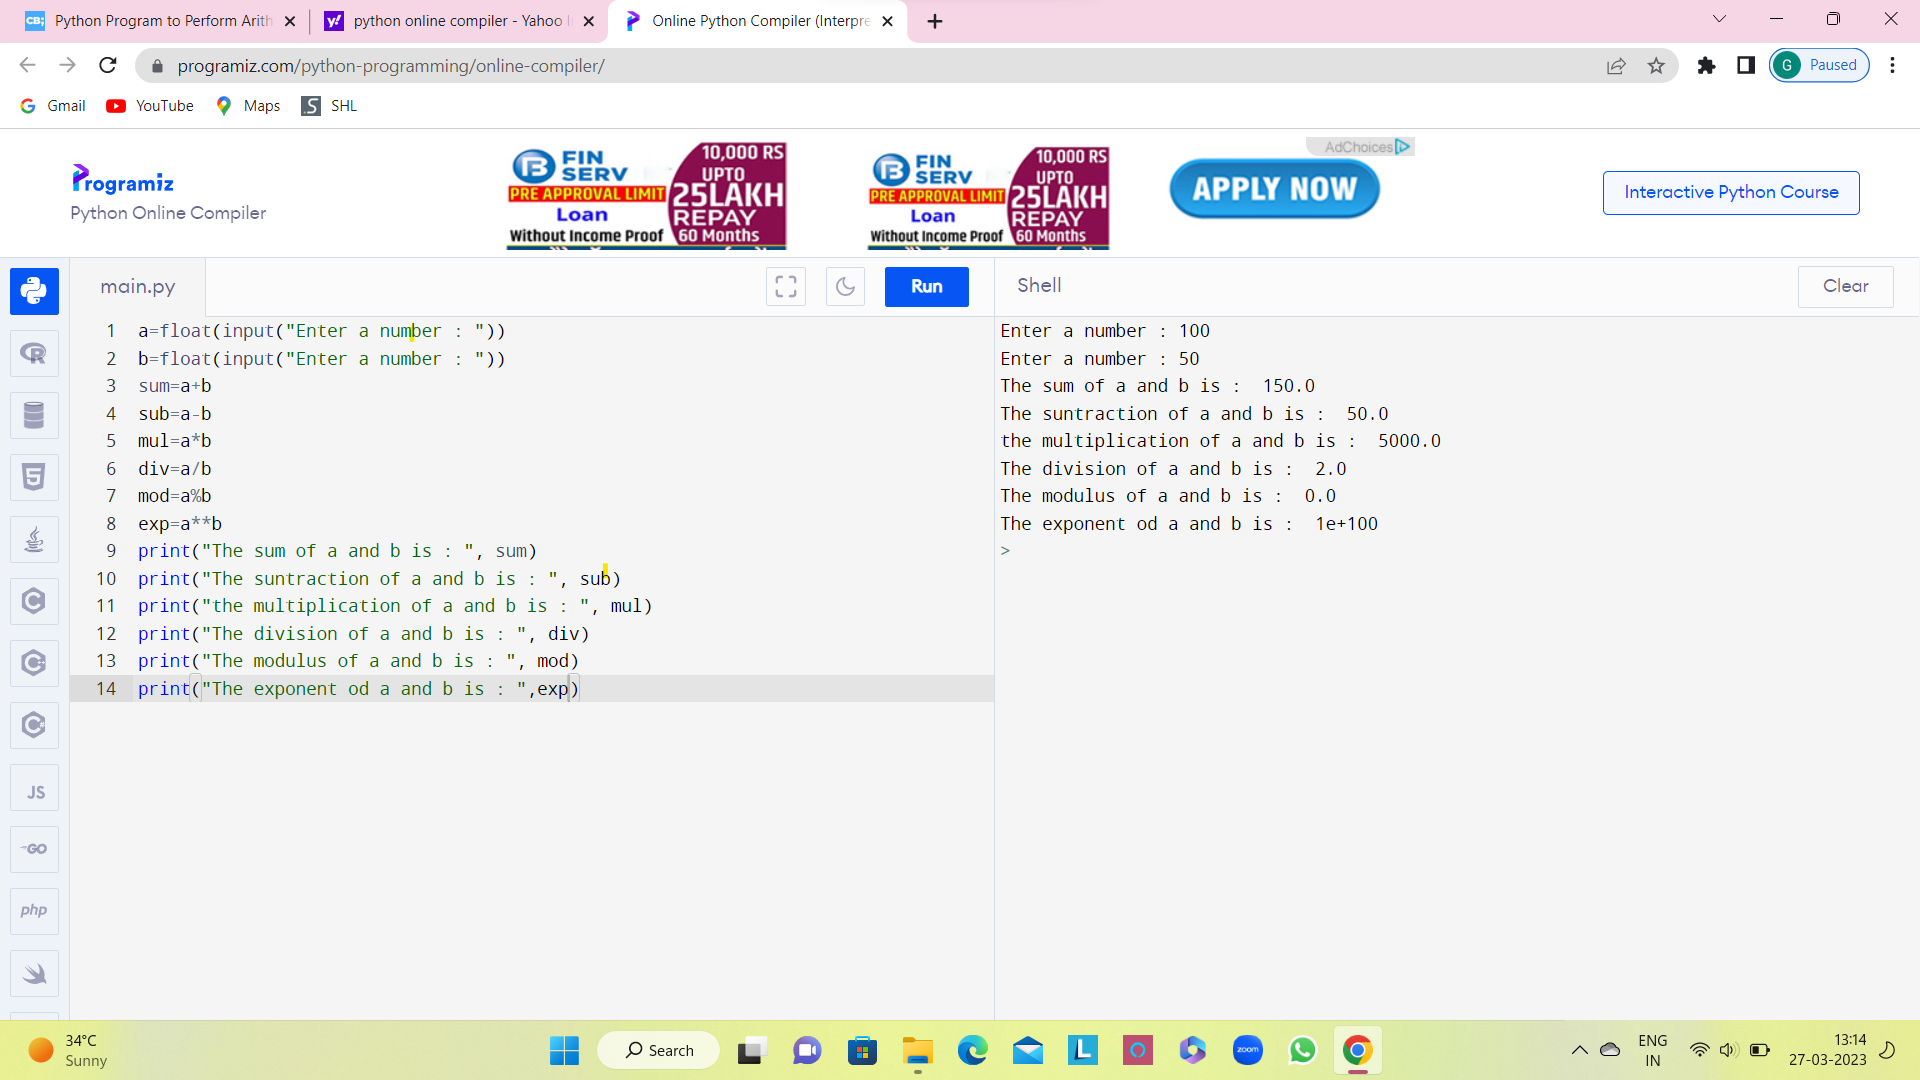 Python Program to Perform Arith
python online compiler - Yahoo I
Online Python Compiler (Interpre
programiz.com/python-programming/online-compiler/
G
Paused
Gmail
YouTube
Maps
SHL
Programiz
Python Online Compiler
FIN
SERV
PRE APPROVAL LIMIT
Loan
Without Income Proof
10,000 RS
UPTO
25LAKH
REPAY
60 Months
FIN
SERV
PRE APPROVAL LIMIT
Loan
Without Income Proof
10,000 RS
UPTO
25LAKH
REPAY
60 Months
AdChoices
APPLY NOW
Interactive Python Course
main.py
Run
Shell
Clear
1 a=float(input("Enter a number : "))
2 b=float(input("Enter a number : "))
3 sum=a+b
4 sub=a-b
5 mul=a*b
6 div=a/b
7 mod=a%b
8 exp=a**b
9 print("The sum of a and b is : ", sum)
10 print("The suntraction of a and b is : ", sub)
11 print("the multiplication of a and b is : ", mul)
12 print("The division of a and b is : ", div)
13 print("The modulus of a and b is : ", mod)
14 print("The exponent od a and b is : ",exp)
Enter a number : 100
Enter a number : 50
The sum of a and b is :  150.0
The suntraction of a and b is :  50.0
the multiplication of a and b is :  5000.0
The division of a and b is :  2.0
The modulus of a and b is :  0.0
The exponent od a and b is :  1e+100
>
JS
GO
php
34°C
Sunny
Search
zoom
ENG
IN
13:14
27-03-2023